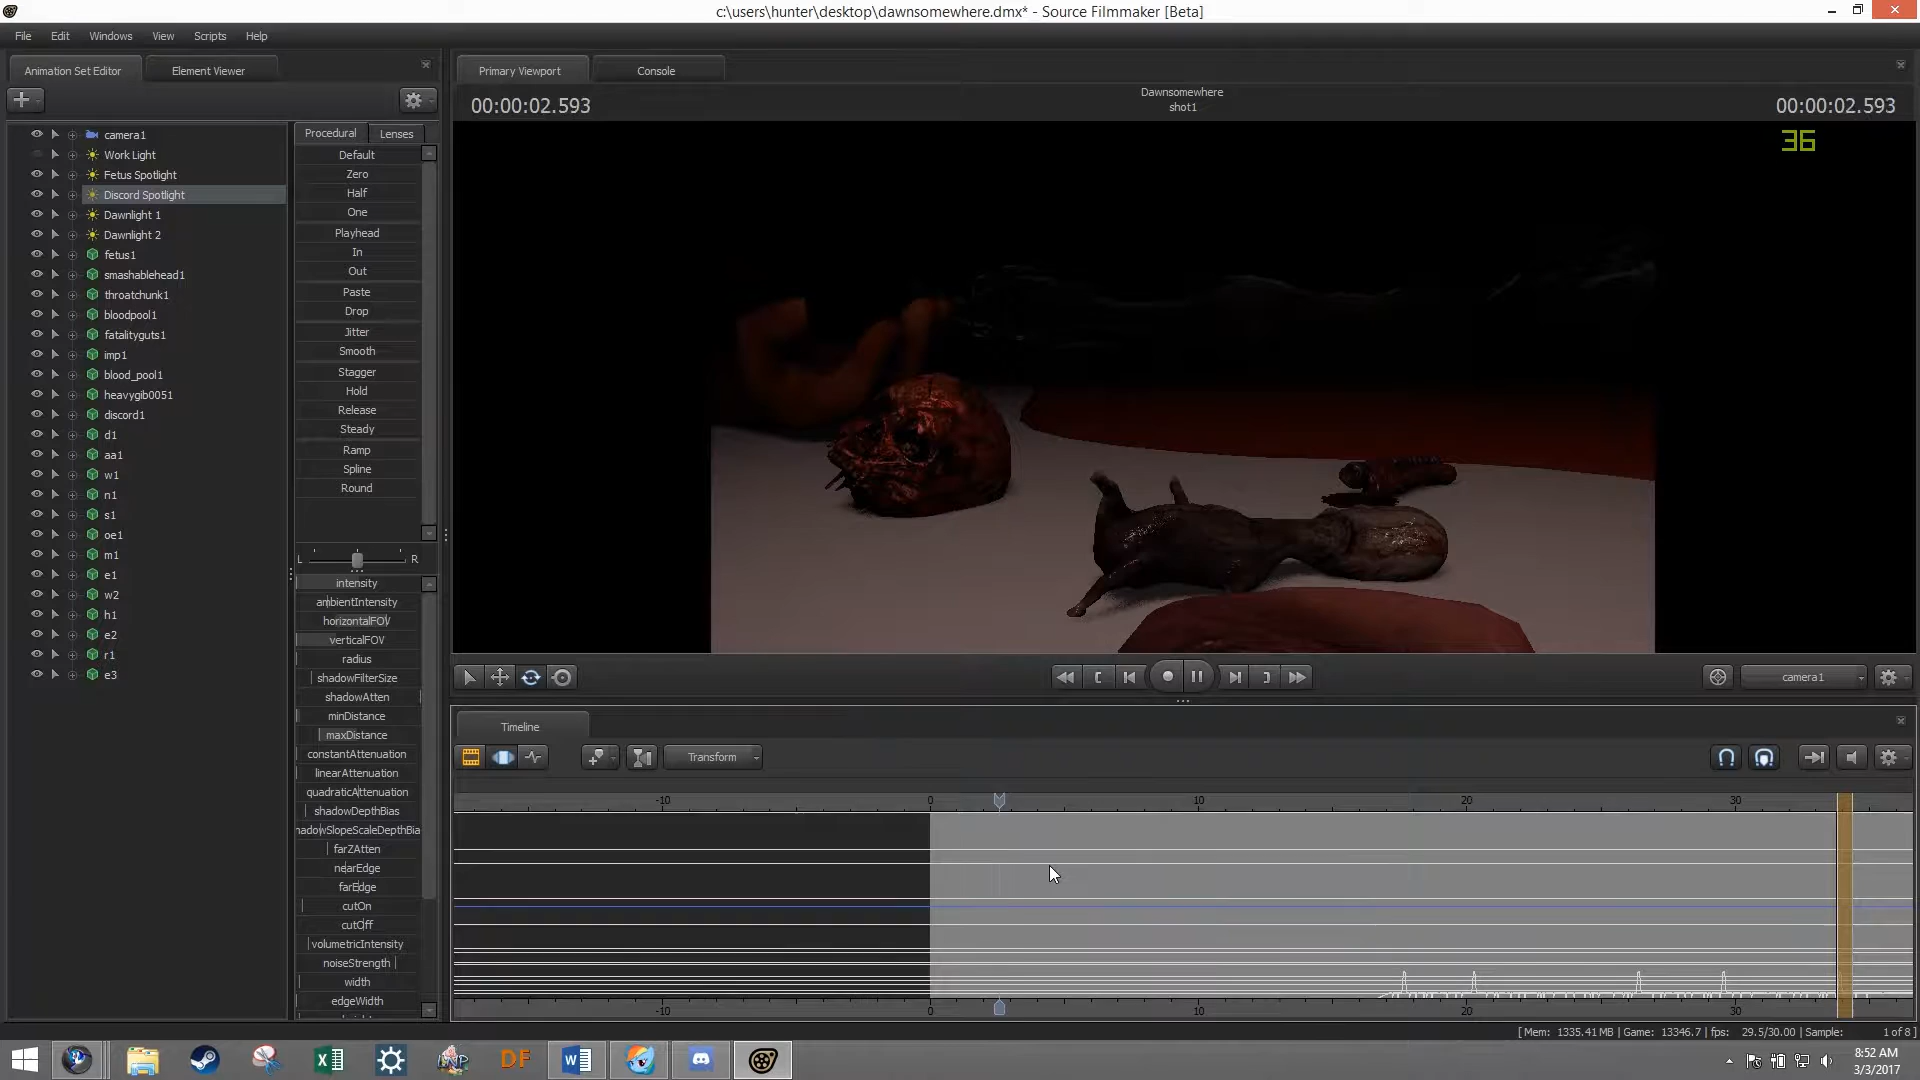 c:\users\hunter\desktop\dawnsomewhere.dmx* - Source Filmmaker [Beta]
File Edit Windows View Scripts Help
Animation Set Editor Element Viewer
Primary Viewport Console
00:00:02.593
Dawnsomewhere
shot1
00:00:02.593
36
camera1
Work Light
Fetus Spotlight
Discord Spotlight
Dawnlight 1
Dawnlight 2
fetus1
smashablehead1
throatchunk1
bloodpool1
fatalityguts1
imp1
blood_pool1
heavygib0051
discord1
d1
aa1
w1
n1
s1
oe1
m1
e1
w2
h1
e2
r1
e3
Procedural Lenses
Default
Zero
Half
One
Playhead
In
Out
Paste
Drop
Jitter
Smooth
Stagger
Hold
Release
Steady
Ramp
Spline
Round
L R
intensity
ambientIntensity
horizontalFOV
verticalFOV
radius
shadowFilterSize
shadowAtten
minDistance
maxDistance
constantAttenuation
linearAttenuation
quadraticAttenuation
shadowDepthBias
hadowSlopeScaleDepthBia
farZAtten
nearEdge
farEdge
cutOn
cutOff
volumetricIntensity
noiseStrength
width
edgeWidth
camera1
Timeline
Transform
-10 0 10 20 30
-10 0 10 20 30
[ Mem: 1335.41 MB | Game: 13346.7 | fps: 29.5/30.00 | Sample: 1 of 8 ]
DF
8:52 AM
3/3/2017